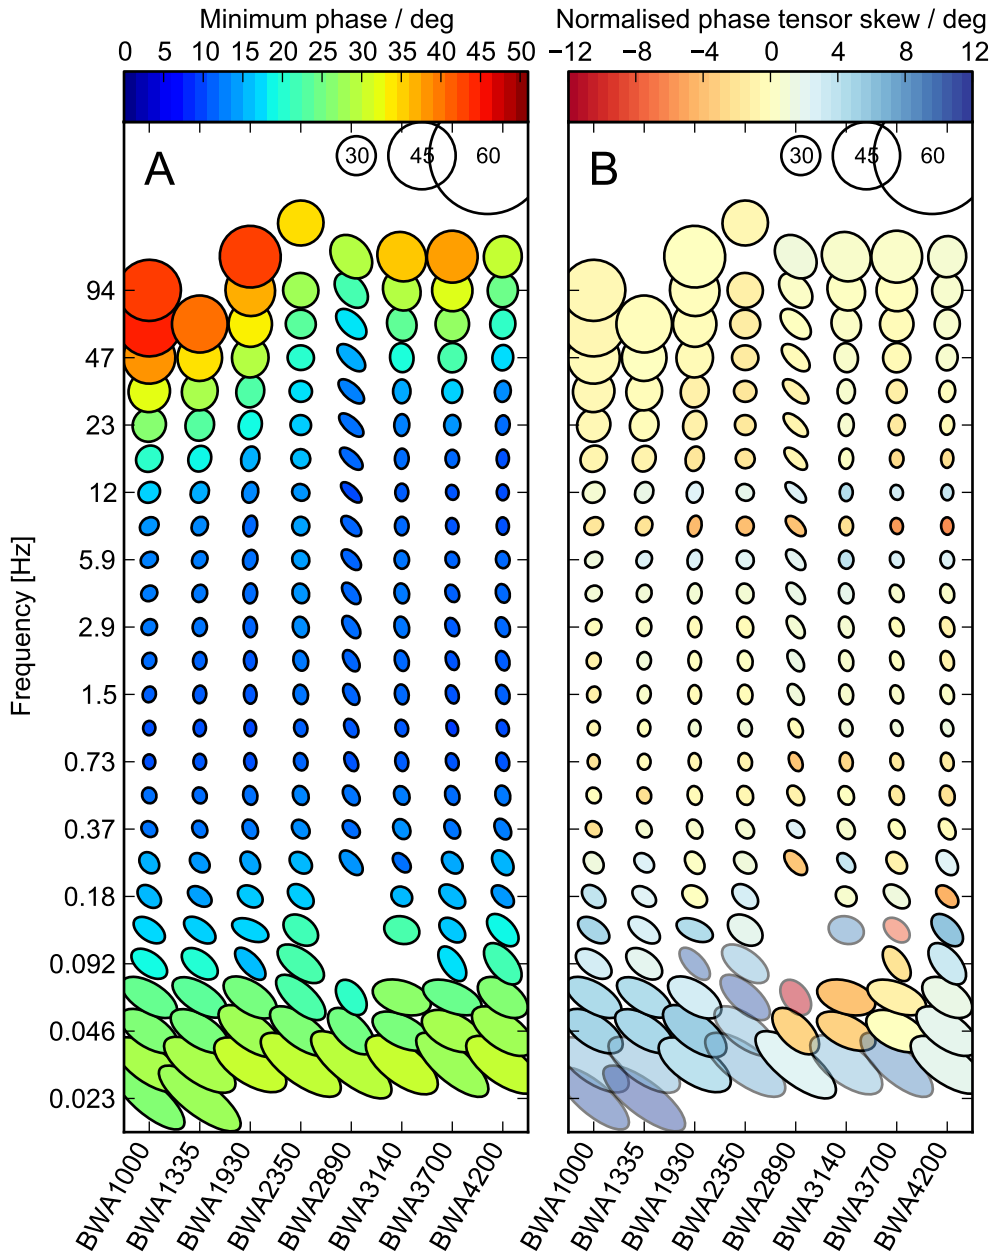 Minimum phase / deg
Normalised phase tensor skew / deg
0 5 10 15 20 25 30 35 40 45 50
−12 −8 −4 0 4 8 12
A
30
45
60
B
30
45
60
Frequency [Hz]
94
47
23
12
5.9
2.9
1.5
0.73
0.37
0.18
0.092
0.046
0.023
BWA1000
BWA1335
BWA1930
BWA2350
BWA2890
BWA3140
BWA3700
BWA4200
BWA1000
BWA1335
BWA1930
BWA2350
BWA2890
BWA3140
BWA3700
BWA4200